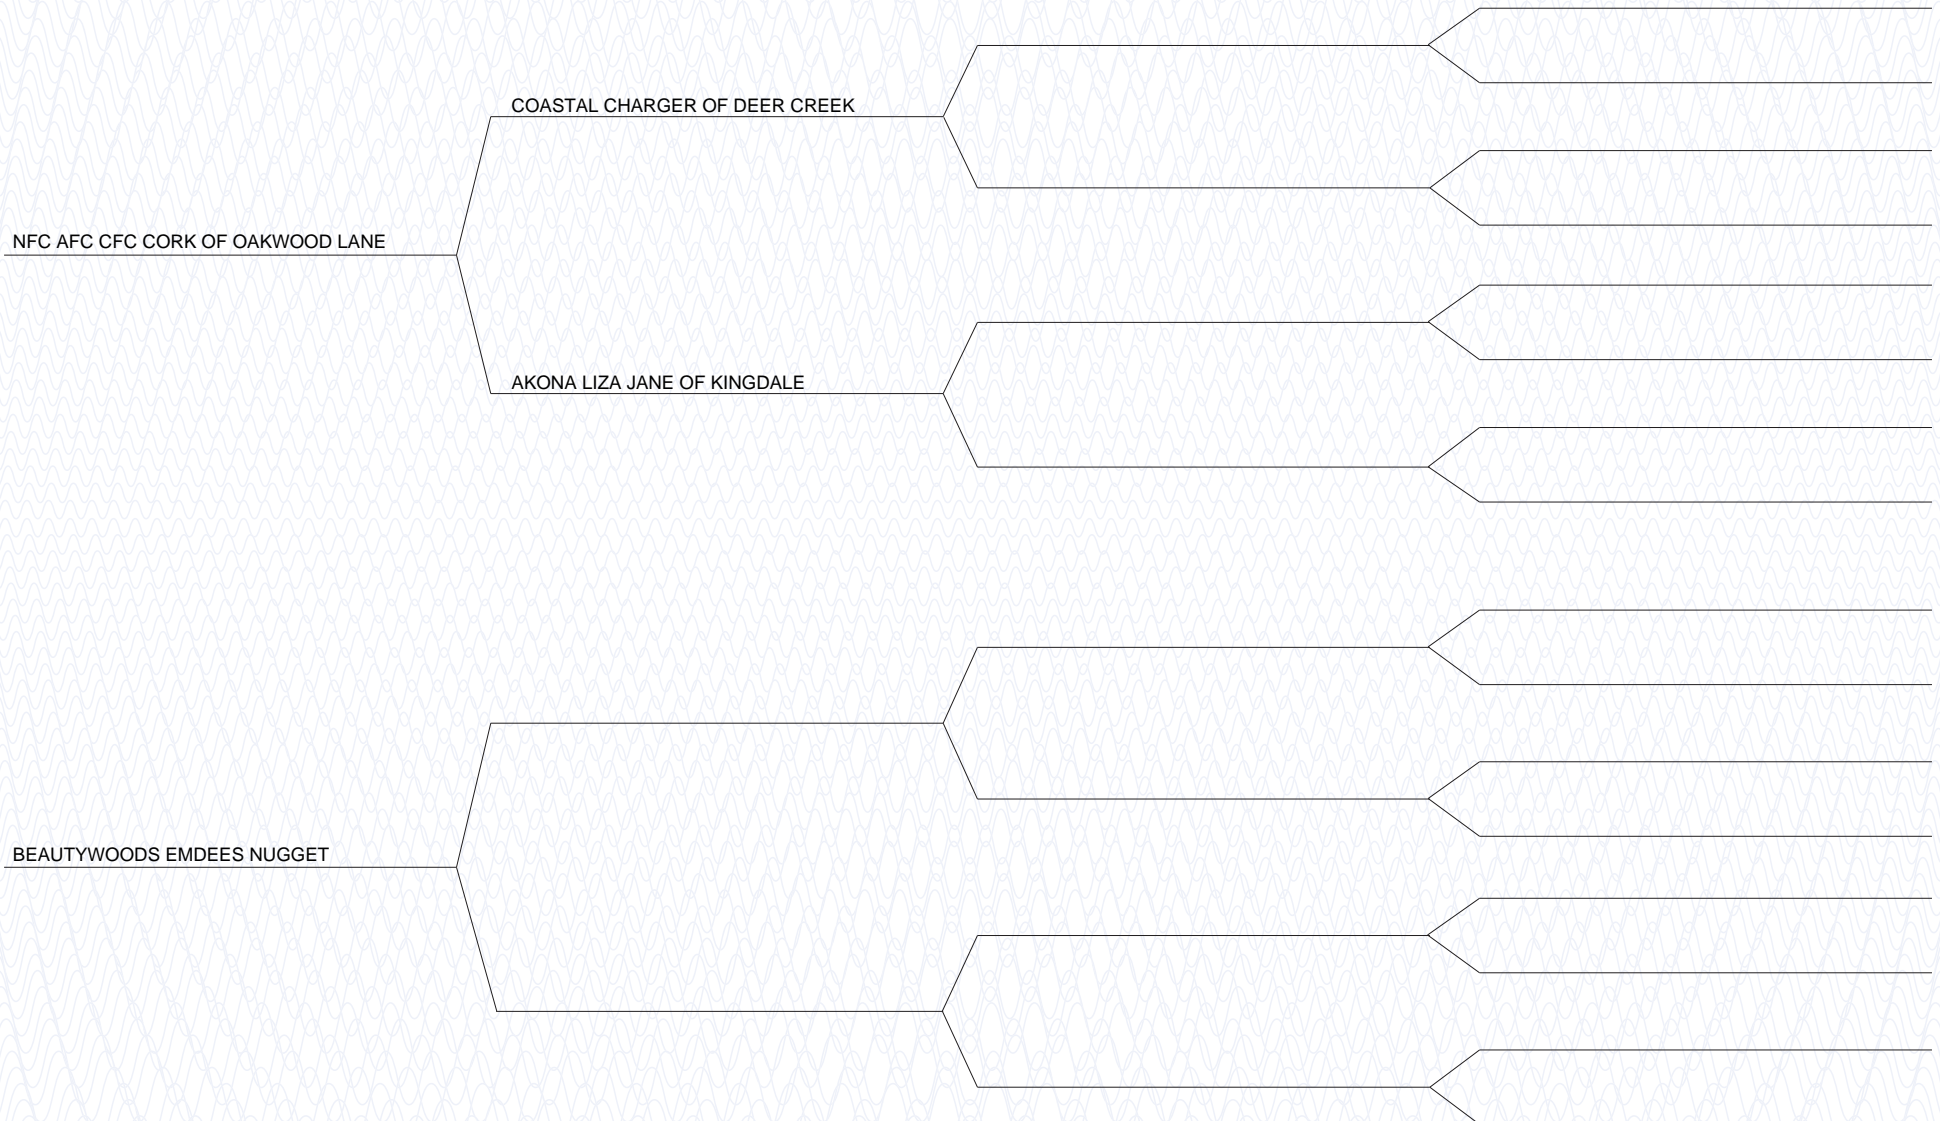 COASTAL CHARGER OF DEER CREEK
NFC AFC CFC CORK OF OAKWOOD LANE
AKONA LIZA JANE OF KINGDALE
BEAUTYWOODS EMDEES NUGGET